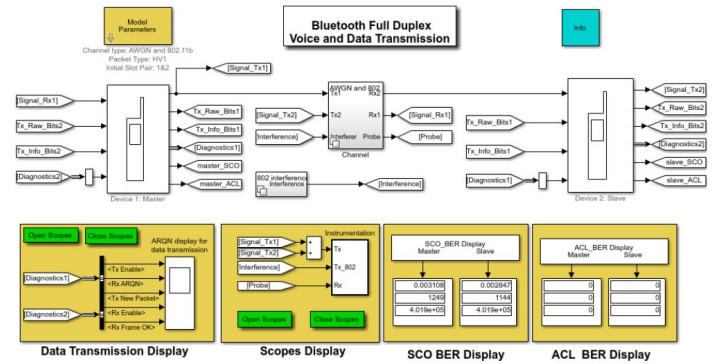 Model
Parameters
Bluetooth Full Duplex
Voice and Data Transmission
Info
Channel type: AWGN and 802.11b
Packet Type: HV1
Initial Slot Pair: 1&2
[Signal_Tx1]
[Signal_Rx1]
Tx_Raw_Bits2
Tx_Info_Bits2
[Diagnostics2]
Tx_Raw_Bits1
Tx_Info_Bits1
[Diagnostics1]
master_SCO
master_ACL
Device 1: Master
[Signal_Tx2]
[Interference]
AWGN and 802
Tx1 Rx2
Tx2 Rx1
Interferer Probe
Channel
[Signal_Rx1]
[Probe]
802 interference
Interference
[Interference]
Tx_Raw_Bits1
Tx_Info_Bits1
[Diagnostics1]
[Signal_Tx2]
Tx_Raw_Bits2
Tx_Info_Bits2
[Diagnostics2]
slave_SCO
slave_ACL
Device 2: Slave
Open Scopes
Close Scopes
ARQN display for
data transmission
[Diagnostics1]
[Diagnostics2]
<Tx Enable>
<Rx ARQN>
<Tx New Packet>
<Rx Enable>
<Rx Frame OK>
Data Transmission Display
Instrumentation
[Signal_Tx1]
[Signal_Tx2]
[Interference]
[Probe]
+
+
Tx
Tx_802
Rx
Open Scopes
Close Scopes
Scopes Display
SCO_BER Display
Master Slave
0.003108 0.002847
1249 1144
4.019e+05 4.019e+05
SCO BER Display
ACL_BER Display
Master Slave
0 0
0 0
0 0
ACL BER Display